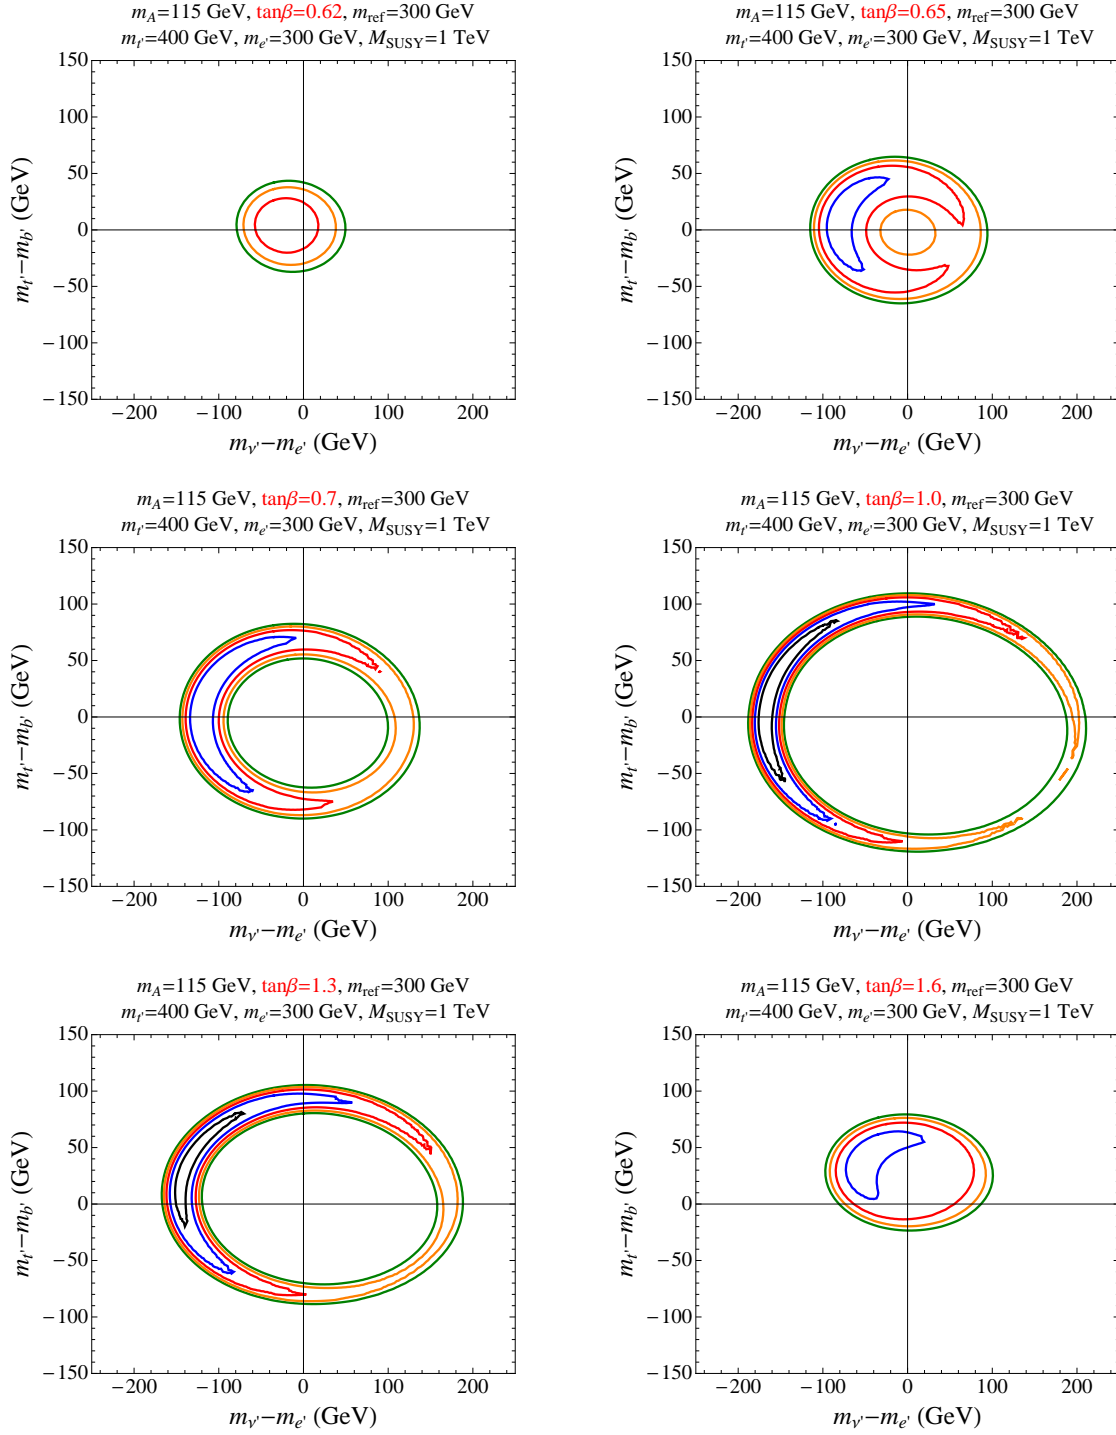 m_A=115 GeV, tanβ=0.62, m_ref=300 GeV
m_t'=400 GeV, m_e'=300 GeV, M_SUSY=1 TeV
150
100
50
0
−50
−100
−150
m_t'−m_b' (GeV)
−200 −100 0 100 200
m_ν'−m_e' (GeV)
m_A=115 GeV, tanβ=0.65, m_ref=300 GeV
m_t'=400 GeV, m_e'=300 GeV, M_SUSY=1 TeV
150
100
50
0
−50
−100
−150
m_t'−m_b' (GeV)
−200 −100 0 100 200
m_ν'−m_e' (GeV)
m_A=115 GeV, tanβ=0.7, m_ref=300 GeV
m_t'=400 GeV, m_e'=300 GeV, M_SUSY=1 TeV
150
100
50
0
−50
−100
−150
m_t'−m_b' (GeV)
−200 −100 0 100 200
m_ν'−m_e' (GeV)
m_A=115 GeV, tanβ=1.0, m_ref=300 GeV
m_t'=400 GeV, m_e'=300 GeV, M_SUSY=1 TeV
150
100
50
0
−50
−100
−150
m_t'−m_b' (GeV)
−200 −100 0 100 200
m_ν'−m_e' (GeV)
m_A=115 GeV, tanβ=1.3, m_ref=300 GeV
m_t'=400 GeV, m_e'=300 GeV, M_SUSY=1 TeV
150
100
50
0
−50
−100
−150
m_t'−m_b' (GeV)
−200 −100 0 100 200
m_ν'−m_e' (GeV)
m_A=115 GeV, tanβ=1.6, m_ref=300 GeV
m_t'=400 GeV, m_e'=300 GeV, M_SUSY=1 TeV
150
100
50
0
−50
−100
−150
m_t'−m_b' (GeV)
−200 −100 0 100 200
m_ν'−m_e' (GeV)